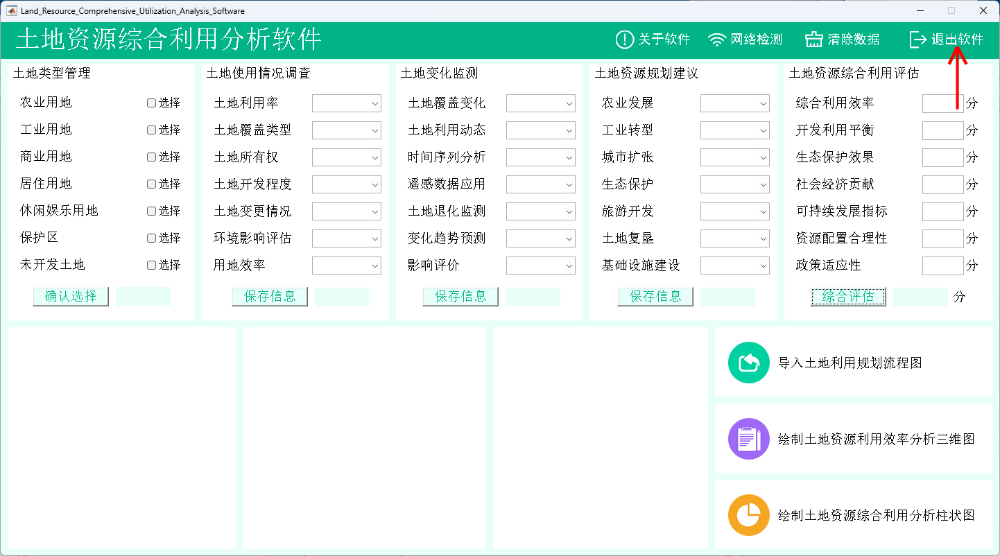 Land_Resource_Comprehensive_Utilization_Analysis_Software
土地资源综合利用分析软件
关于软件
网络检测
清除数据
退出软件
土地类型管理
农业用地 选择
工业用地 选择
商业用地 选择
居住用地 选择
休闲娱乐用地 选择
保护区 选择
未开发土地 选择
确认选择
土地使用情况调查
土地利用率
土地覆盖类型
土地所有权
土地开发程度
土地变更情况
环境影响评估
用地效率
保存信息
土地变化监测
土地覆盖变化
土地利用动态
时间序列分析
遥感数据应用
土地退化监测
变化趋势预测
影响评价
保存信息
土地资源规划建议
农业发展
工业转型
城市扩张
生态保护
旅游开发
土地复垦
基础设施建设
保存信息
土地资源综合利用评估
综合利用效率 分
开发利用平衡 分
生态保护效果 分
社会经济贡献 分
可持续发展指标 分
资源配置合理性 分
政策适应性 分
综合评估 分
导入土地利用规划流程图
绘制土地资源利用效率分析三维图
绘制土地资源综合利用分析柱状图